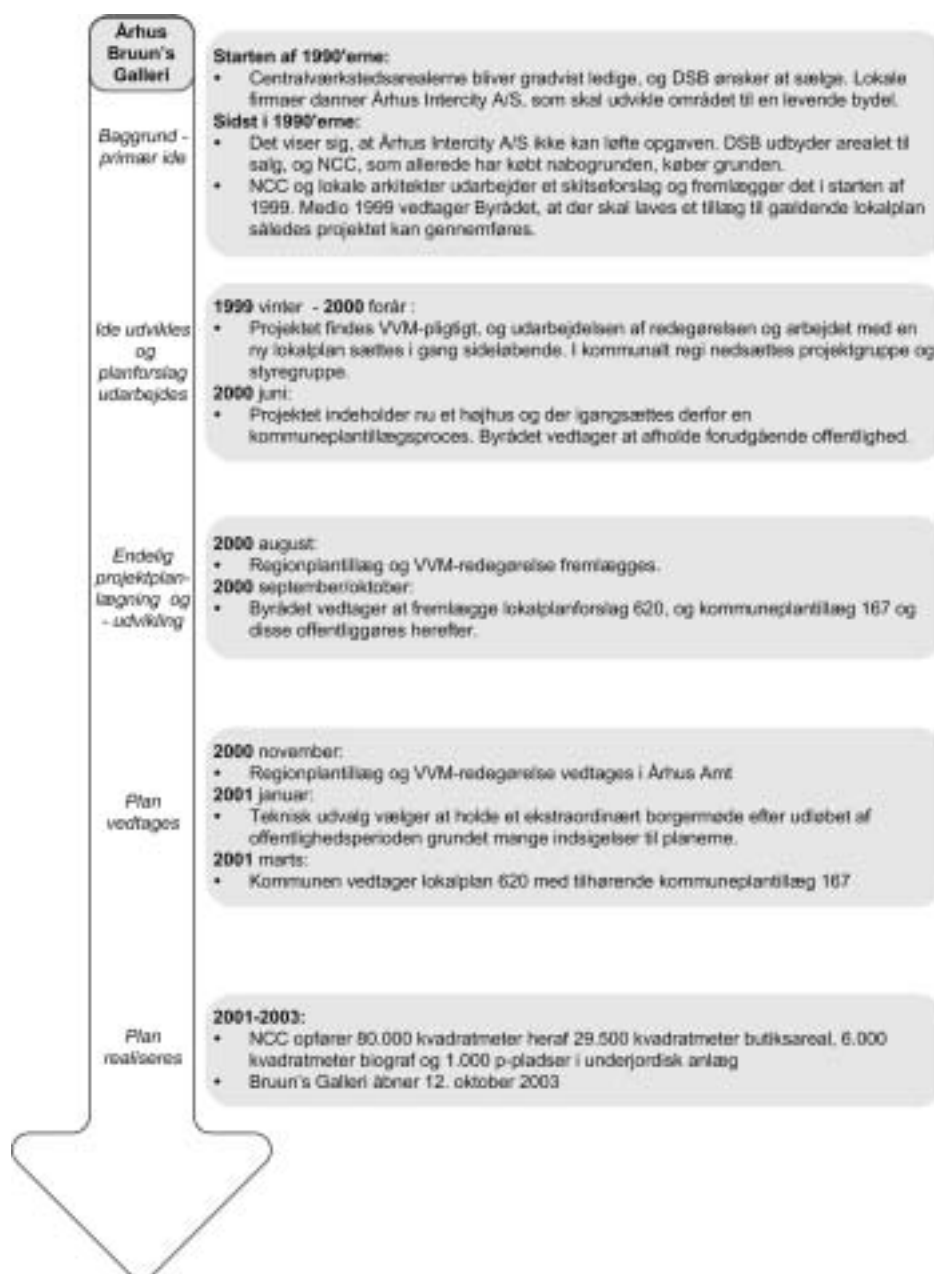 Århus
Bruun's
Galleri
Baggrund -
primær ide
Starten af 1990'erne:
• Centralværkstedsarealerne bliver gradvist ledige, og DSB ønsker at sælge. Lokale
firmaer danner Århus Intercity A/S, som skal udvikle området til en levende bydel.
Sidst i 1990'erne:
• Det viser sig, at Århus Intercity A/S ikke kan løfte opgaven. DSB udbyder arealet til
salg, og NCC, som allerede har købt nabogrunden, køber grunden.
• NCC og lokale arkitekter udarbejder et skitseforslag og fremlægger det i starten af
1999. Medio 1999 vedtager Byrådet, at der skal laves et tillæg til gældende lokalplan
således projektet kan gennemføres.
Ide udvikles
og
planforslag
udarbejdes
1999 vinter - 2000 forår :
• Projektet findes VVM-pligtigt, og udarbejdelsen af redegørelsen og arbejdet med en
ny lokalplan sættes i gang sideløbende. I kommunalt regi nedsættes projektgruppe og
styregruppe.
2000 juni:
• Projektet indeholder nu et højhus og der igangsættes derfor en
kommuneplantillægsproces. Byrådet vedtager at afholde forudgående offentlighed.
Endelig
projektplan-
lægning og
- udvikling
2000 august:
• Regionplantillæg og VVM-redegørelse fremlægges.
2000 september/oktober:
• Byrådet vedtager at fremlægge lokalplanforslag 620, og kommuneplantillæg 167 og
disse offentliggøres herefter.
Plan
vedtages
2000 november:
• Regionplantillæg og VVM-redegørelse vedtages i Århus Amt
2001 januar:
• Teknisk udvalg vælger at holde et ekstraordinært borgermøde efter udløbet af
offentlighedsperioden grundet mange indsigelser til planerne.
2001 marts:
• Kommunen vedtager lokalplan 620 med tilhørende kommuneplantillæg 167
Plan
realiseres
2001-2003:
• NCC opfører 80.000 kvadratmeter heraf 29.500 kvadratmeter butiksareal, 6.000
kvadratmeter biograf og 1.000 p-pladser i underjordisk anlæg
• Bruun's Galleri åbner 12. oktober 2003